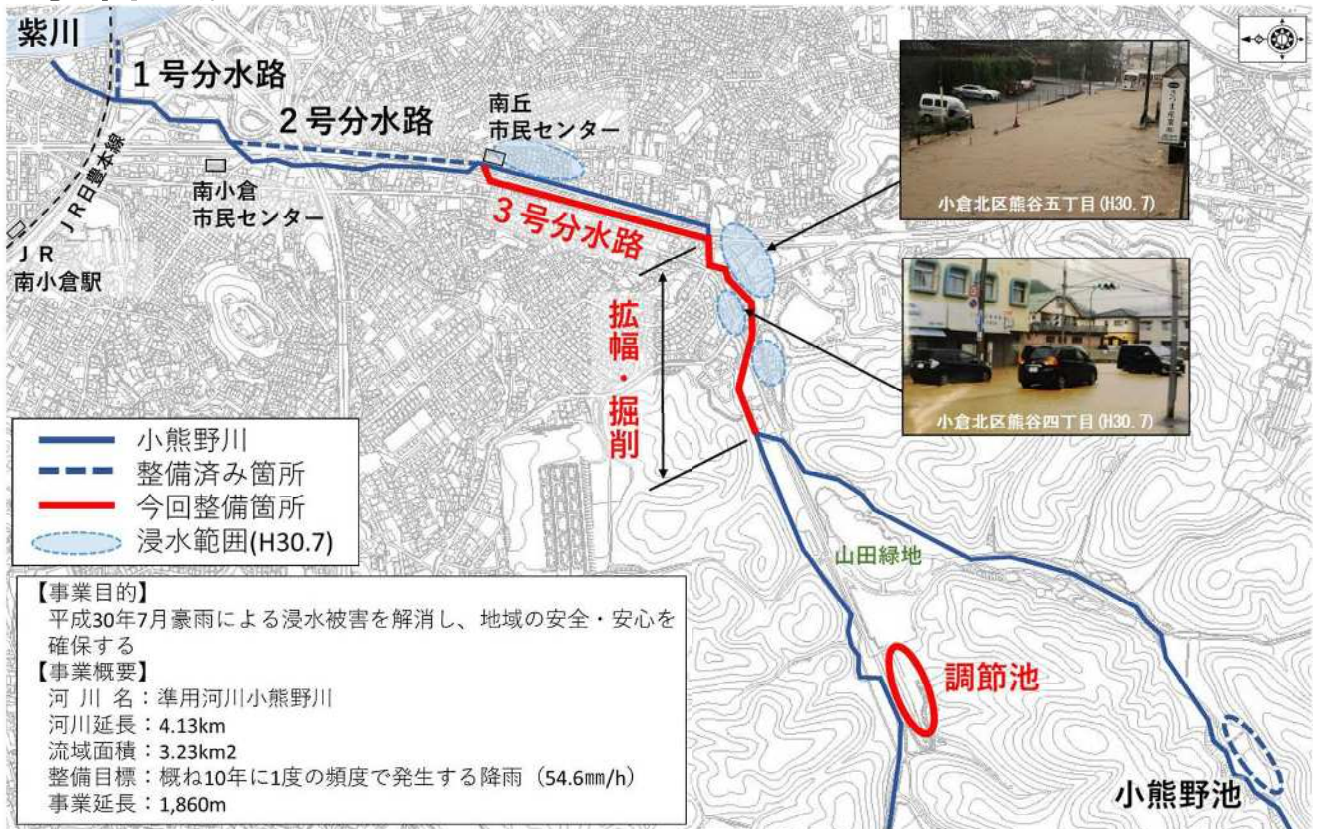 紫川
1号分水路
2号分水路
南丘
市民センター
JR日豊本線
南小倉
市民センター
3号分水路
JR
南小倉駅
拡幅・掘削
小倉北区熊谷五丁目(H30.7)
小倉北区熊谷四丁目(H30.7)
小熊野川
整備済み箇所
今回整備箇所
浸水範囲(H30.7)
山田緑地
調節池
小熊野池
【事業目的】
平成30年7月豪雨による浸水被害を解消し、地域の安全・安心を
確保する
【事業概要】
河 川 名：準用河川小熊野川
河川延長：4.13km
流域面積：3.23km2
整備目標：概ね10年に1度の頻度で発生する降雨（54.6㎜/h）
事業延長：1,860m